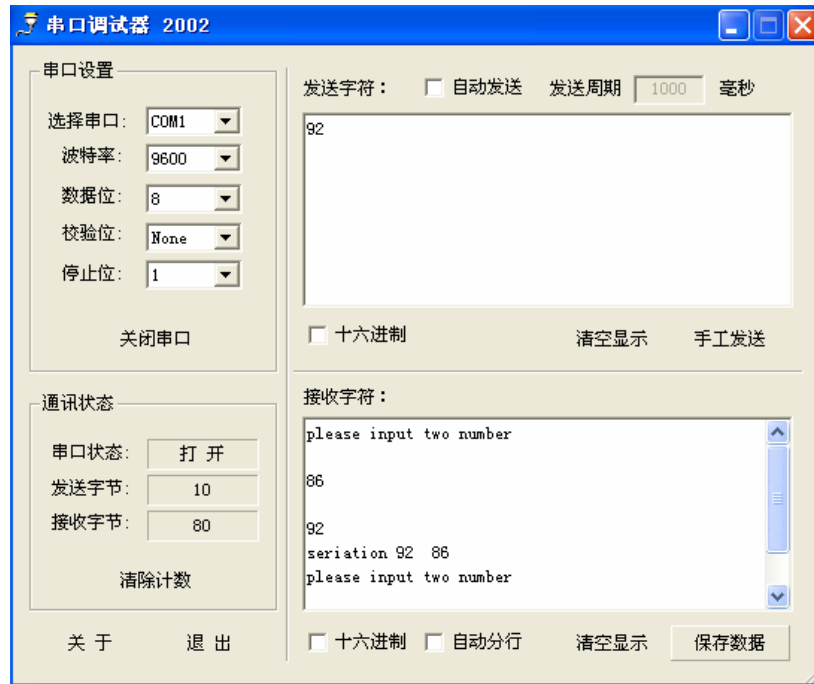 串口调试器 2002
串口设置
选择串口: COM1
波特率: 9600
数据位: 8
校验位: None
停止位: 1
关闭串口
通讯状态
串口状态: 打 开
发送字节: 10
接收字节: 80
清除计数
关 于 退 出
发送字符: 自动发送 发送周期 1000 毫秒
92
十六进制 清空显示 手工发送
接收字符:
please input two number
86
92
seriation 92 86
please input two number
十六进制 自动分行 清空显示 保存数据